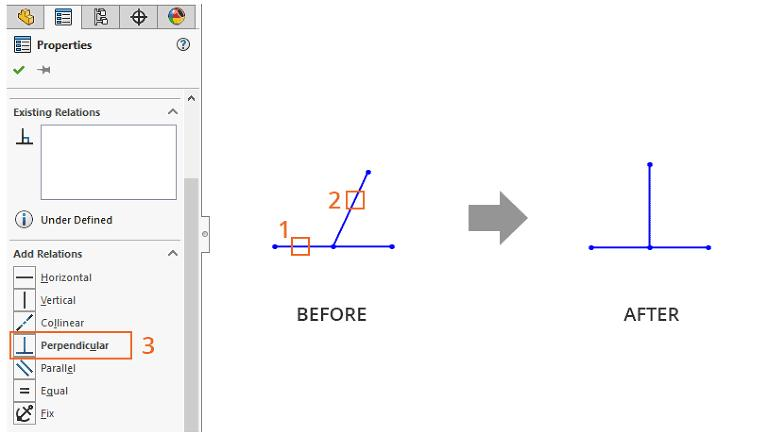 Properties
Existing Relations
Under Defined
Add Relations
Horizontal
Vertical
Collinear
Perpendicular
3
Parallel
Equal
Fix
1
2
BEFORE
AFTER